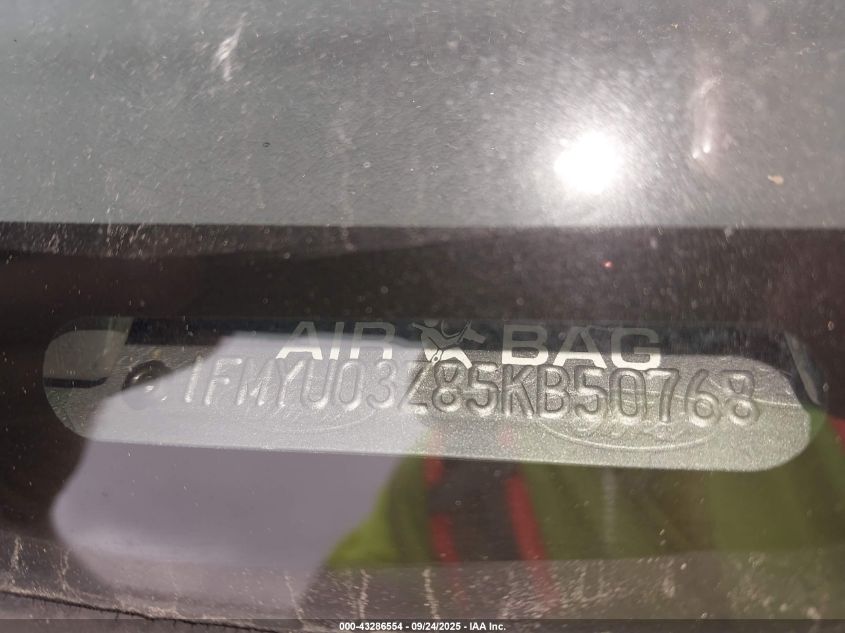 AIR BAG
1FMYU03Z85KB50768
000-43286554 - 09/24/2025 - IAA Inc.